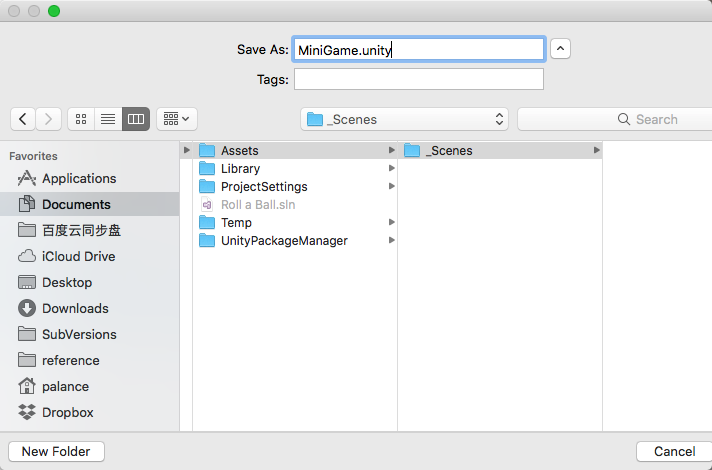 Save As: MiniGame.unity
Tags:
_Scenes
Search
Favorites
Applications
Documents
百度云同步盘
iCloud Drive
Desktop
Downloads
SubVersions
reference
palance
Dropbox
Assets
Library
ProjectSettings
Roll a Ball.sln
Temp
UnityPackageManager
_Scenes
New Folder
Cancel